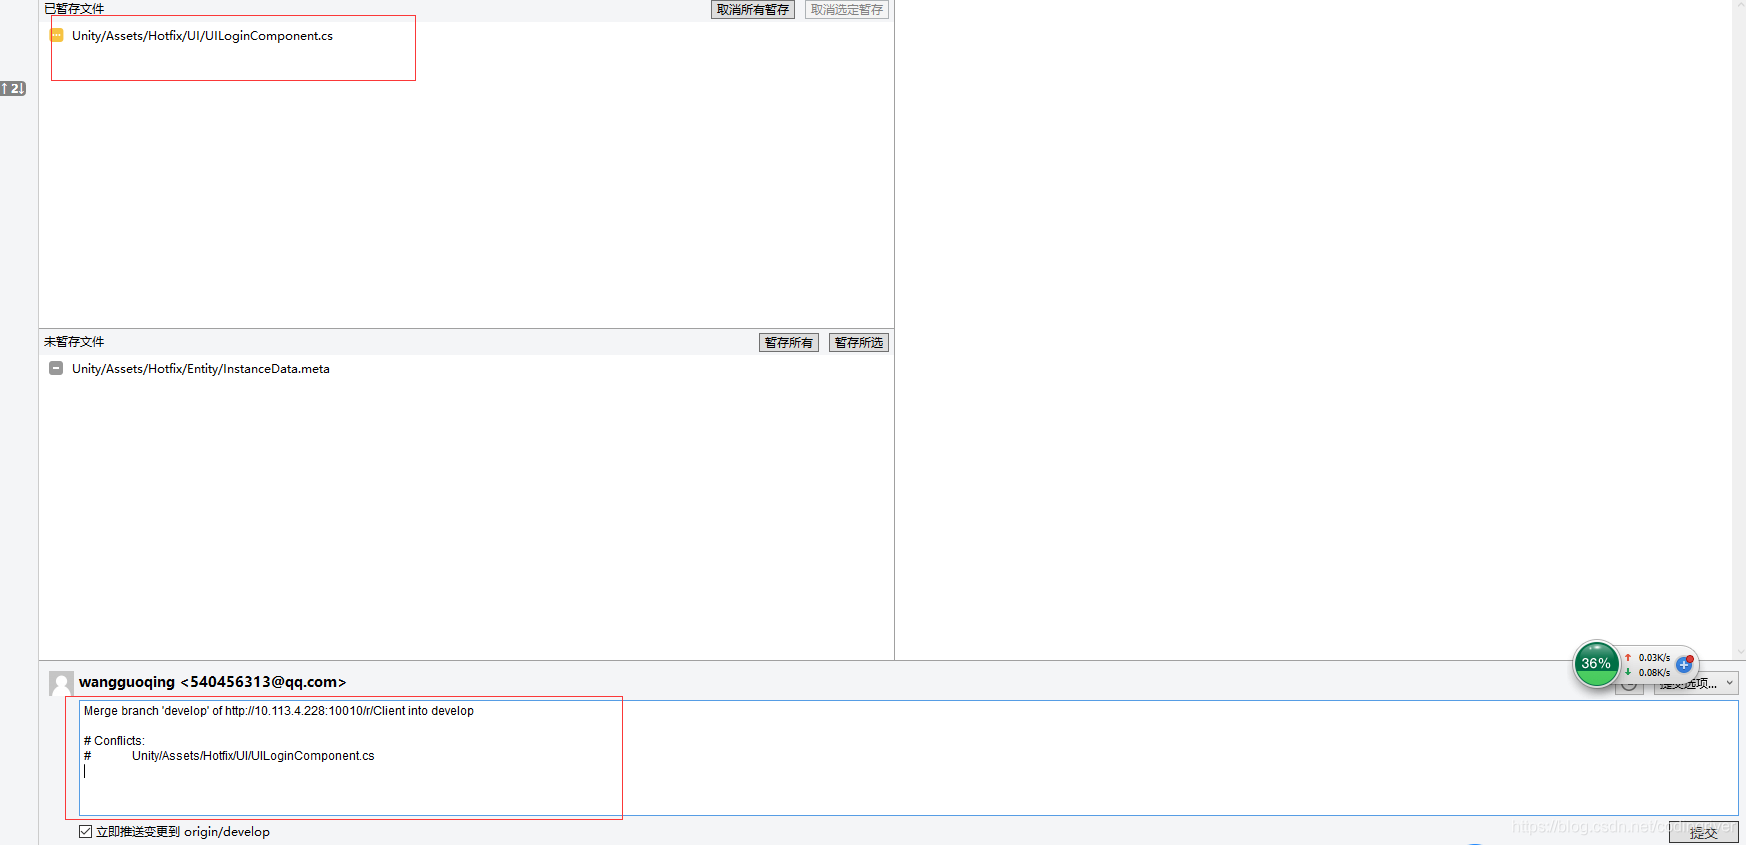 已暂存文件
取消所有暂存
取消选定暂存
Unity/Assets/Hotfix/UI/UILoginComponent.cs
↑ 2↓
未暂存文件
暂存所有
暂存所选
Unity/Assets/Hotfix/Entity/InstanceData.meta
36%
↑ 0.03K/s
↓ 0.08K/s
wangguoqing <540456313@qq.com>
提交选项...
Merge branch 'develop' of http://10.113.4.228:10010/r/Client into develop
# Conflicts:
# Unity/Assets/Hotfix/UI/UILoginComponent.cs
立即推送变更到 origin/develop
提交
https://blog.csdn.net/codingriver